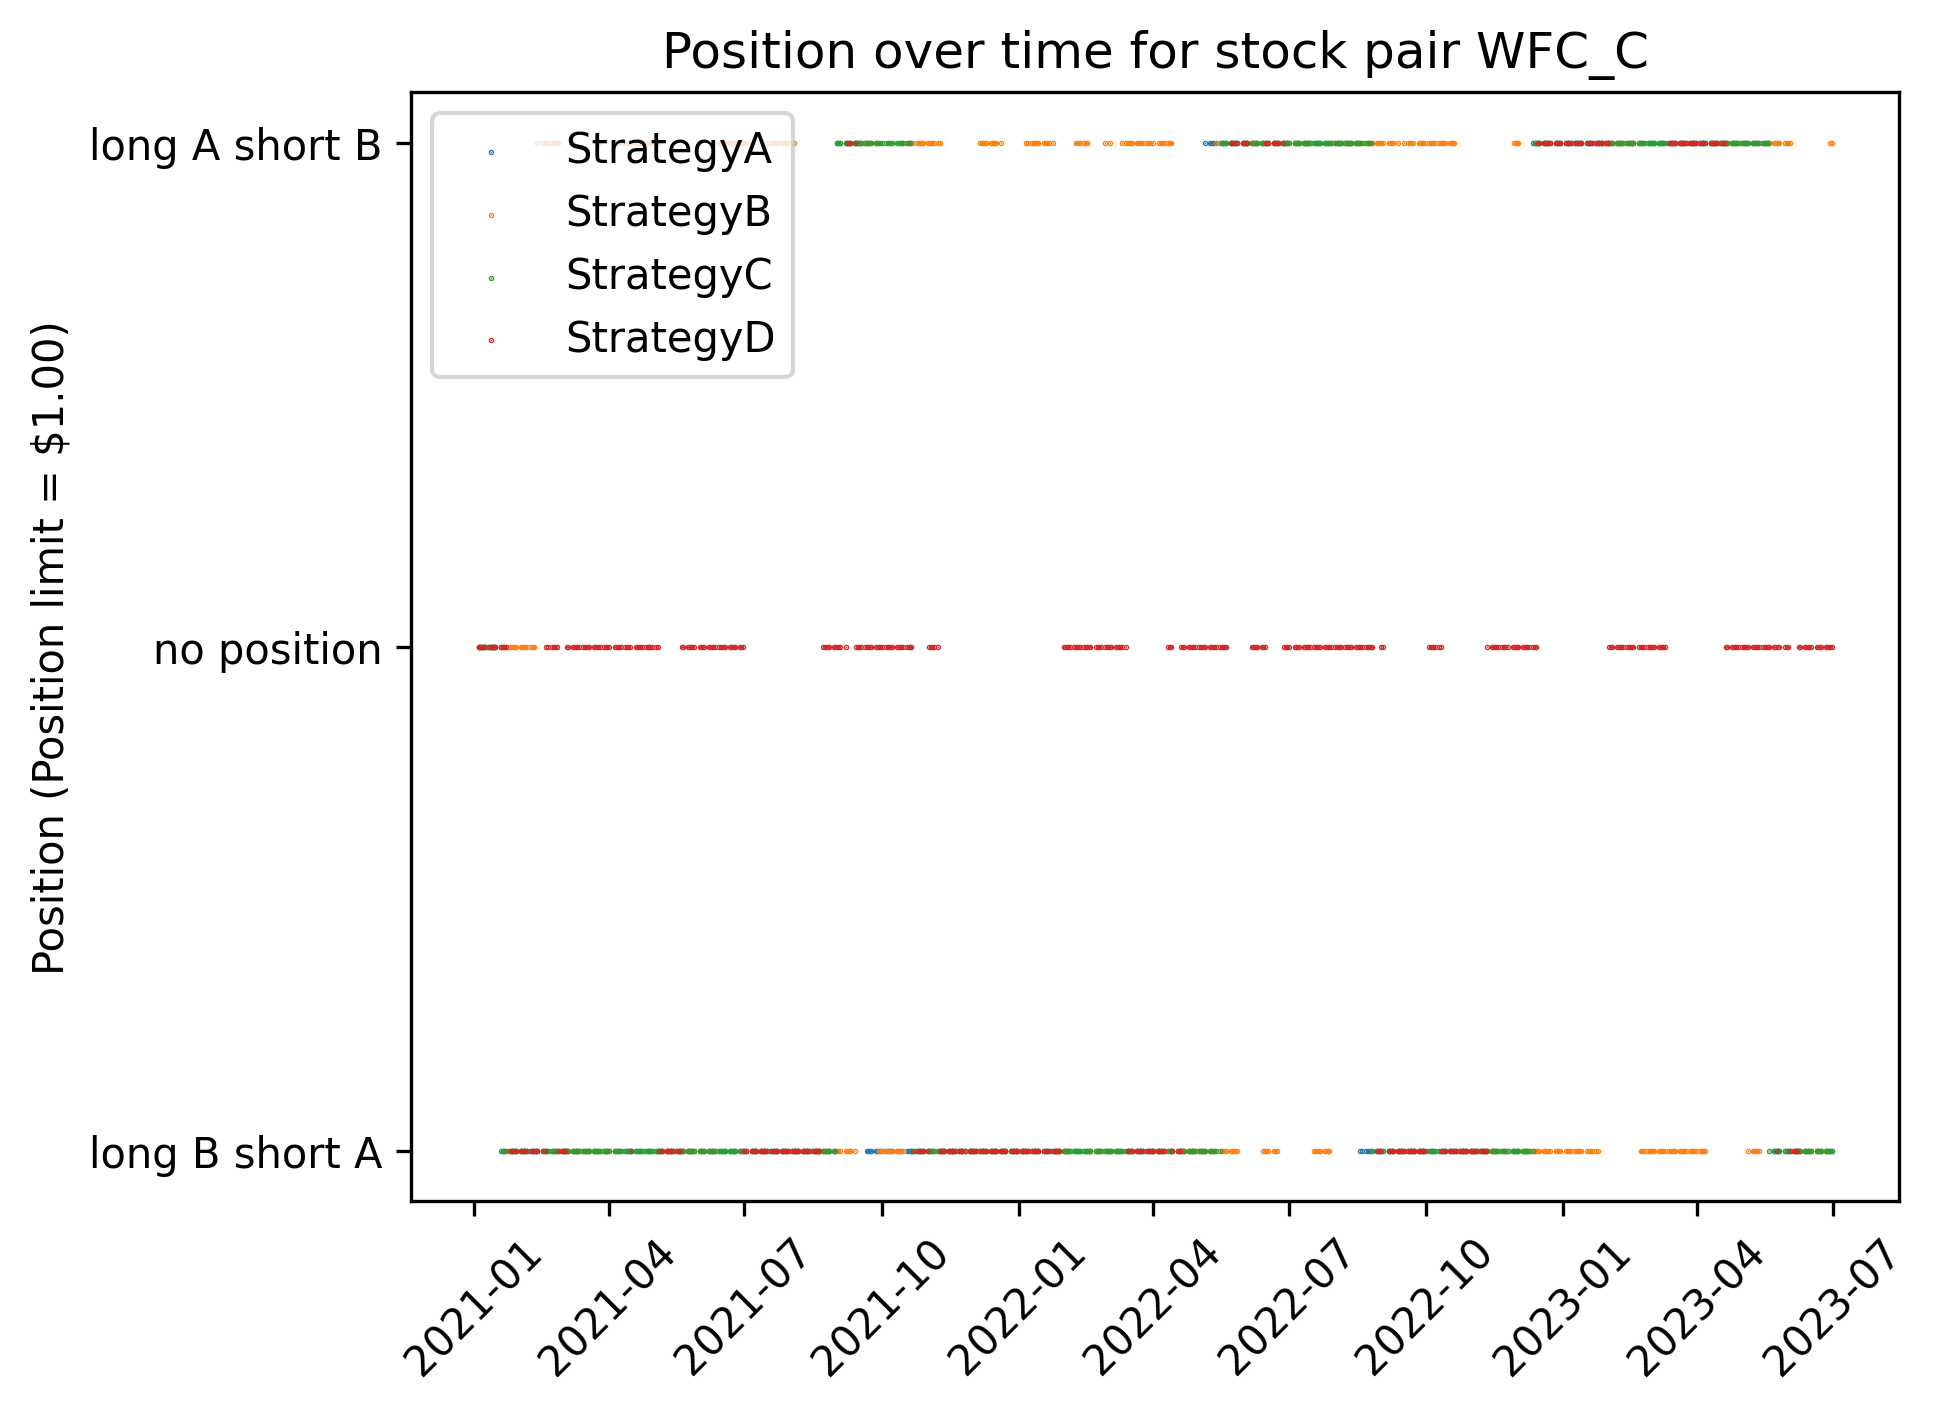 Position over time for stock pair WFC_C
long A short B
no position
long B short A
Position (Position limit = $1.00)
StrategyA
StrategyB
StrategyC
StrategyD
2021-01
2021-04
2021-07
2021-10
2022-01
2022-04
2022-07
2022-10
2023-01
2023-04
2023-07